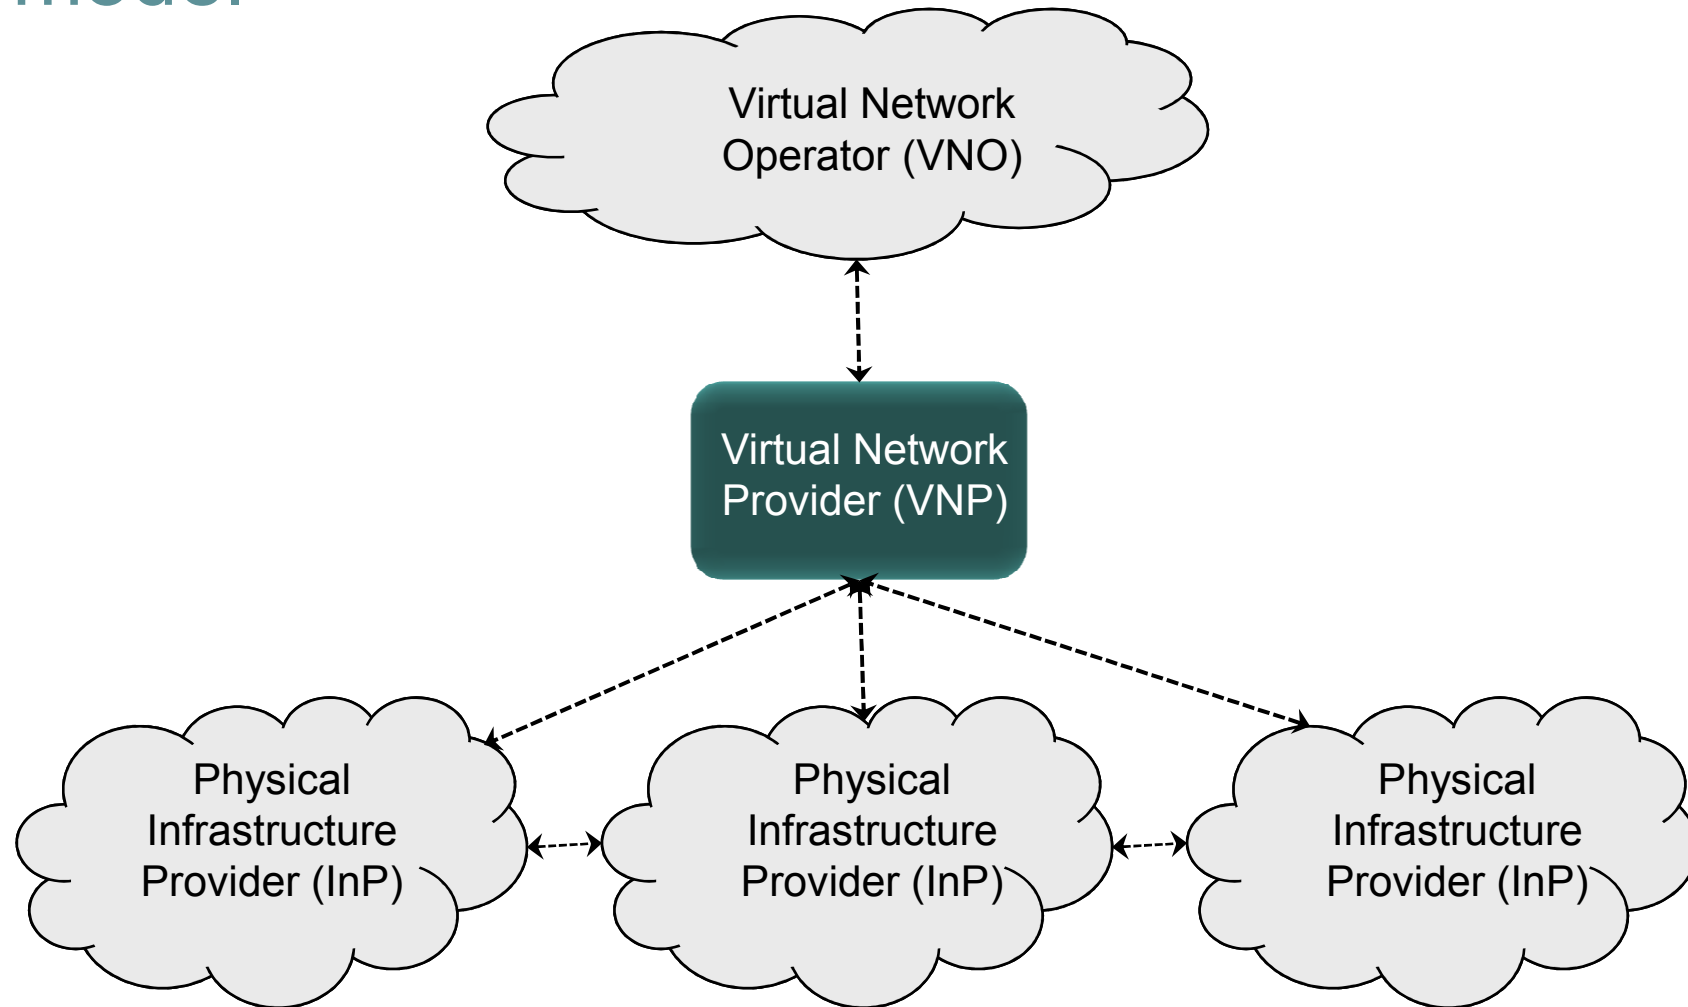 model
Virtual Network
Operator (VNO)
Virtual Network
Provider (VNP)
Physical
Infrastructure
Provider (InP)
Physical
Infrastructure
Provider (InP)
Physical
Infrastructure
Provider (InP)